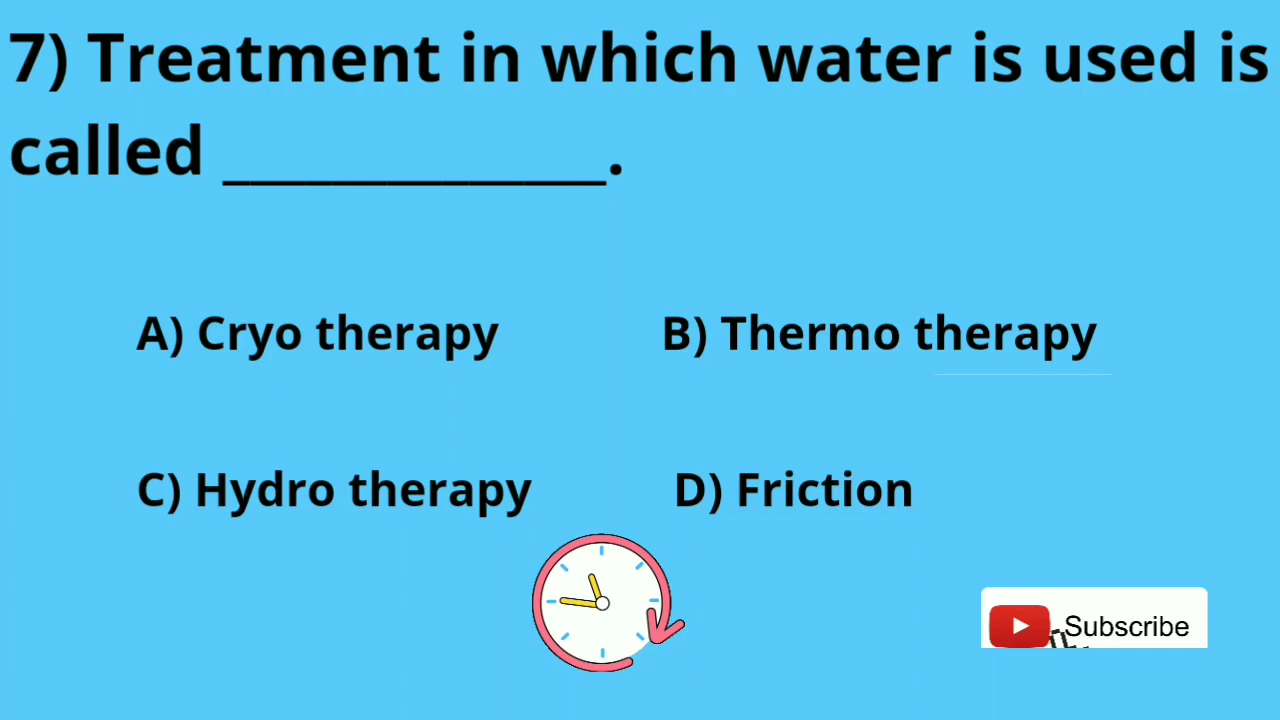 7) Treatment in which water is used is
called ______________.
A) Cryo therapy B) Thermo therapy
C) Hydro therapy D) Friction
Subscribe